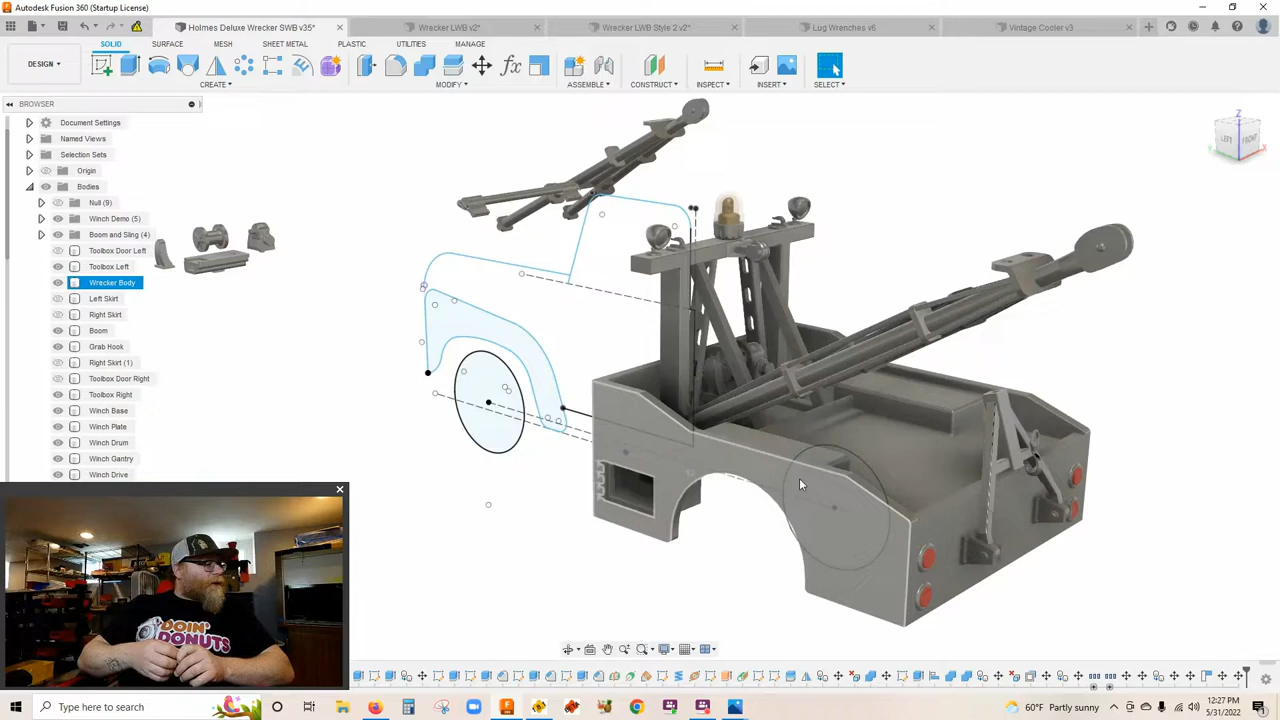 Autodesk Fusion 360 (Startup License)
Holmes Deluxe Wrecker SWB v35*
Wrecker LWB v2*
Wrecker LWB Style 2 v2*
Lug Wrenches v6
Vintage Cooler v3
SOLID SURFACE MESH SHEET METAL PLASTIC UTILITIES MANAGE
DESIGN
CREATE MODIFY ASSEMBLE CONSTRUCT INSPECT INSERT SELECT
BROWSER
Document Settings
Named Views
Selection Sets
Origin
Bodies
Null (9)
Winch Demo (5)
Boom and Sling (4)
Toolbox Door Left
Toolbox Left
Wrecker Body
Left Skirt
Right Skirt
Boom
Grab Hook
Right Skirt (1)
Toolbox Door Right
Toolbox Right
Winch Base
Winch Plate
Winch Drum
Winch Gantry
Winch Drive
Z
LEFT FRONT
X
Y
DOIN'
DONUTS
Type here to search
60°F Partly sunny
12:27 PM
5/31/2022